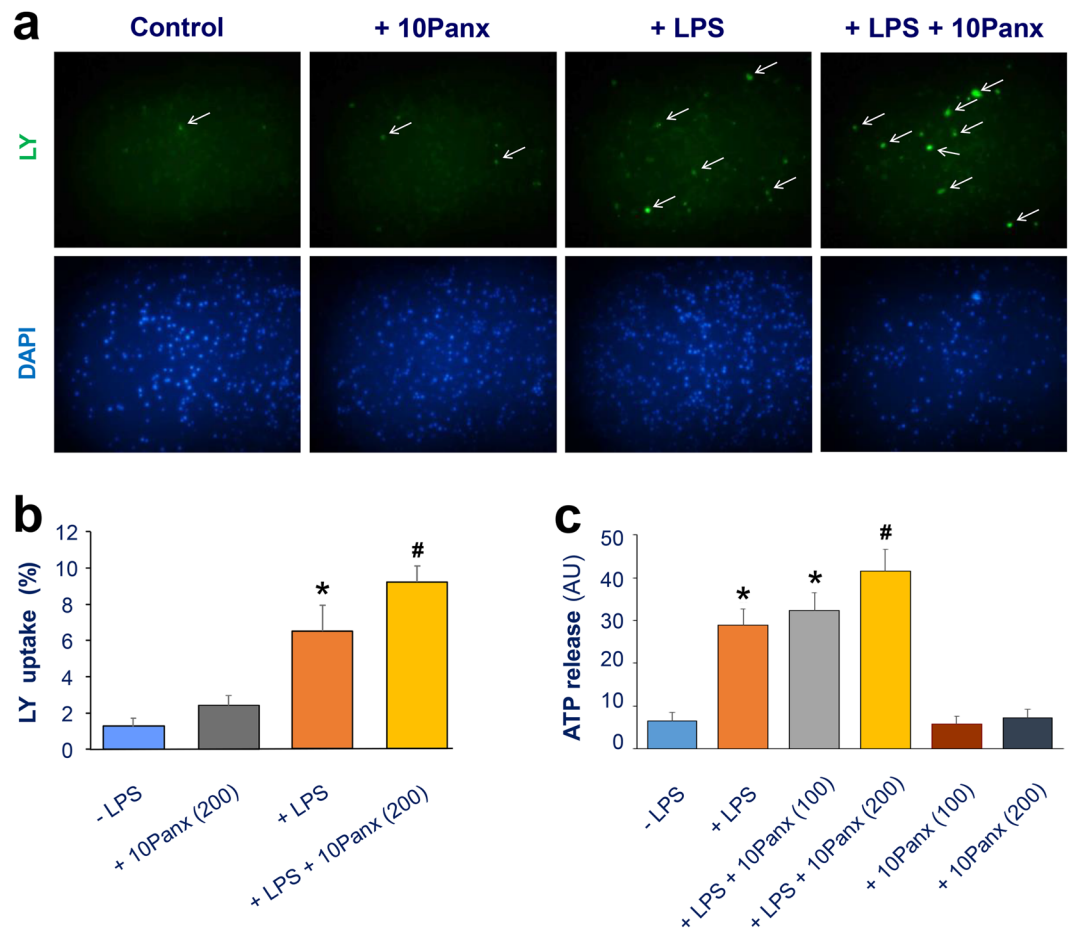 a
Control
+ 10Panx
+ LPS
+ LPS + 10Panx
LY
DAPI
b
LY uptake (%)
12
10
8
6
4
2
0
*
#
- LPS
+ 10Panx (200)
+ LPS
+ LPS + 10Panx (200)
c
ATP release (AU)
50
40
30
20
10
0
*
*
#
- LPS
+ LPS
+ LPS + 10Panx (100)
+ LPS + 10Panx (200)
+ 10Panx (100)
+ 10Panx (200)